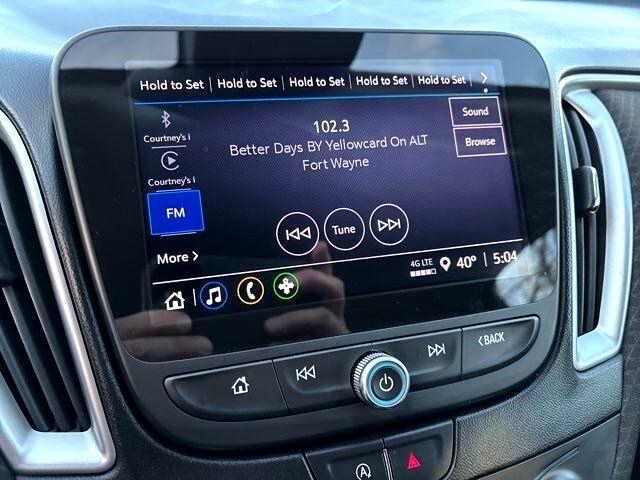 Hold to Set Hold to Set Hold to Set Hold to Set Hold to Set >
Courtney's i
Courtney's i
FM
More >
102.3
Better Days BY Yellowcard On ALT
Fort Wayne
Sound
Browse
Tune
4G LTE
40° 5:04
<BACK
A